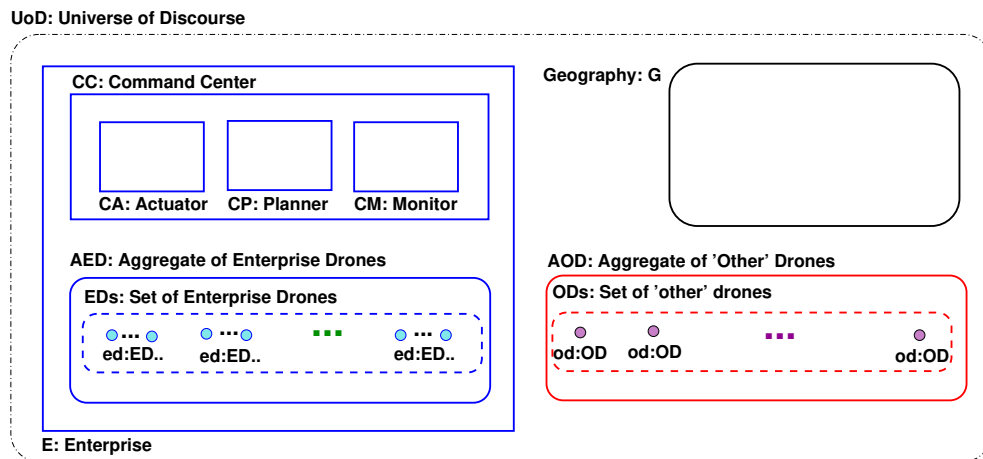 UoD: Universe of Discourse
CC: Command Center
Geography: G
CA: Actuator
CP: Planner
CM: Monitor
AED: Aggregate of Enterprise Drones
AOD: Aggregate of ’Other’ Drones
EDs: Set of Enterprise Drones
ODs: Set of ’other’ drones
... ... ... ... ...
ed:ED.. ed:ED.. ed:ED..
od:OD od:OD od:OD
E: Enterprise